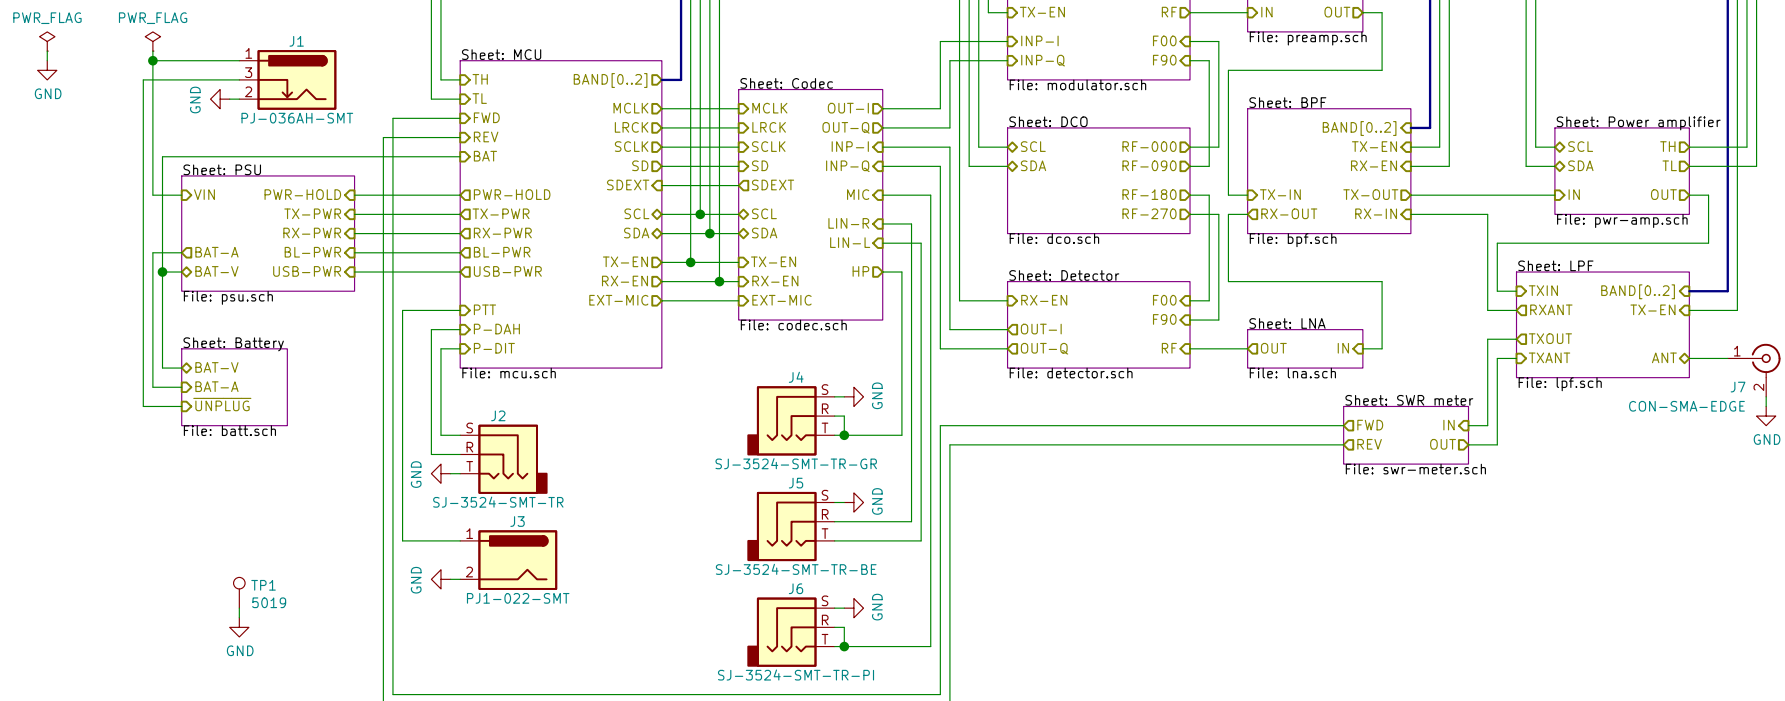 PWR_FLAG
GND
PWR_FLAG
J1
1
3
2
GND
PJ-036AH-SMT
Sheet: PSU
VIN
PWR-HOLD
TX-PWR
RX-PWR
BAT-A
BL-PWR
BAT-V
USB-PWR
File: psu.sch
Sheet: Battery
BAT-V
BAT-A
UNPLUG
File: batt.sch
TP1
5019
GND
Sheet: MCU
TH
BAND[0..2]
TL
MCLK
FWD
LRCK
REV
SCLK
BAT
SD
SDEXT
PWR-HOLD
TX-PWR
SCL
RX-PWR
SDA
BL-PWR
TX-EN
USB-PWR
RX-EN
EXT-MIC
PTT
P-DAH
P-DIT
File: mcu.sch
J2
S
R
T
GND
SJ-3524-SMT-TR
J3
1
2
GND
PJ1-022-SMT
Sheet: Codec
MCLK
OUT-I
LRCK
OUT-Q
SCLK
INP-I
SD
INP-Q
SDEXT
MIC
SCL
LIN-R
SDA
LIN-L
TX-EN
HP
RX-EN
EXT-MIC
File: codec.sch
J4
S
R
T
GND
SJ-3524-SMT-TR-GR
J5
S
R
T
GND
SJ-3524-SMT-TR-BE
J6
S
R
T
GND
SJ-3524-SMT-TR-PI
TX-EN
RF
INP-I
F00
INP-Q
F90
File: modulator.sch
Sheet: DCO
SCL
RF-000
SDA
RF-090
RF-180
RF-270
File: dco.sch
Sheet: Detector
RX-EN
F00
F90
OUT-I
OUT-Q
RF
File: detector.sch
IN
OUT
File: preamp.sch
Sheet: BPF
BAND[0..2]
TX-EN
RX-EN
TX-IN
TX-OUT
RX-OUT
RX-IN
File: bpf.sch
Sheet: LNA
OUT
IN
File: lna.sch
Sheet: SWR meter
FWD
IN
REV
OUT
File: swr-meter.sch
Sheet: Power amplifier
SCL
TH
SDA
TL
IN
OUT
File: pwr-amp.sch
Sheet: LPF
TXIN
BAND[0..2]
RXANT
TX-EN
TXOUT
TXANT
ANT
File: lpf.sch
1
J7
2
CON-SMA-EDGE
GND